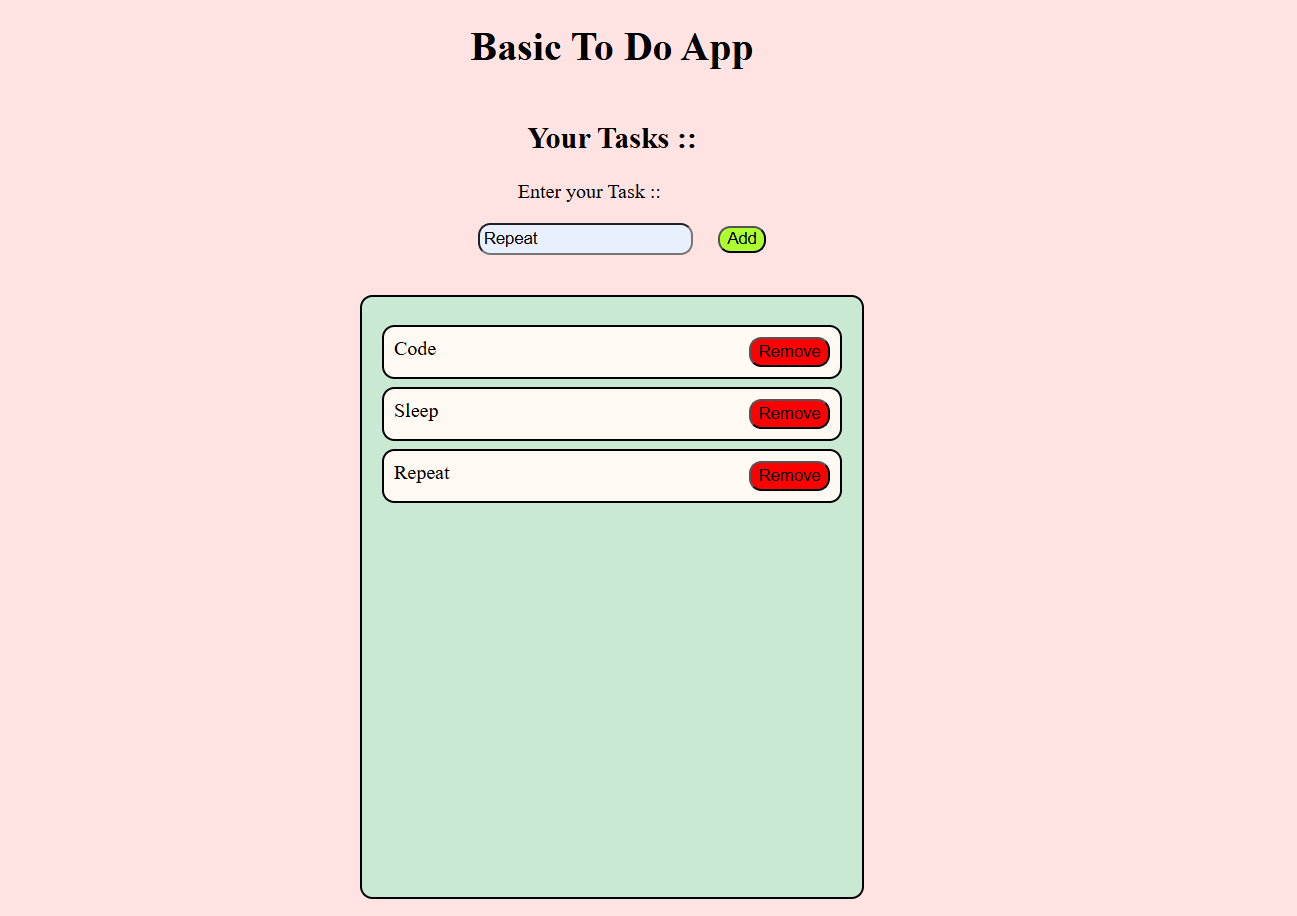 Basic To Do App
Your Tasks ::
Enter your Task ::
Repeat Add
Code Remove
Sleep Remove
Repeat Remove